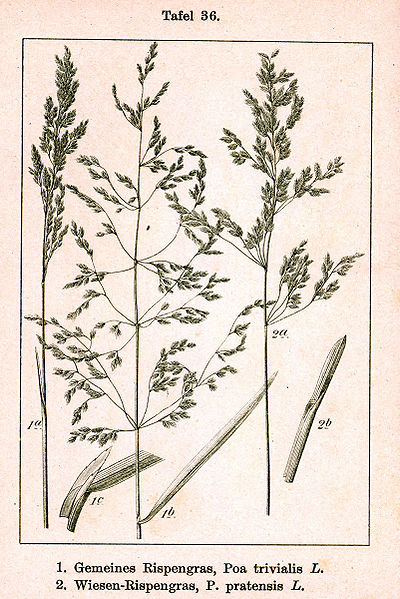 Tafel 36.
1a.
2a.
2b
1c.
1b
1. Gemeines Rispengras, Poa trivialis L.
2. Wiesen-Rispengras, P. pratensis L.